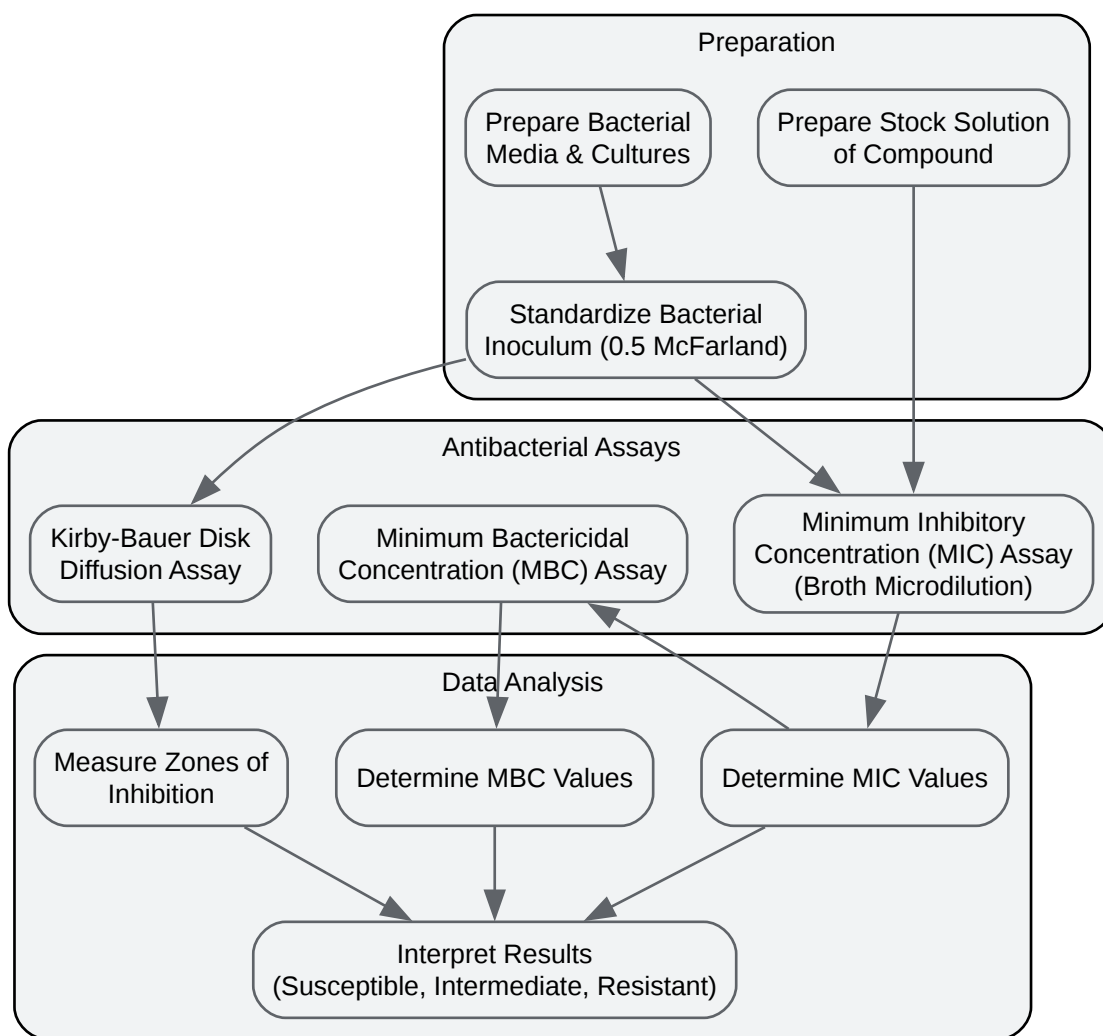 Preparation
Prepare Bacterial
Media & Cultures
Prepare Stock Solution
of Compound
Standardize Bacterial
Inoculum (0.5 McFarland)
Antibacterial Assays
Kirby-Bauer Disk
Diffusion Assay
Minimum Bactericidal
Concentration (MBC) Assay
Minimum Inhibitory
Concentration (MIC) Assay
(Broth Microdilution)
Data Analysis
Measure Zones of
Inhibition
Determine MBC Values
Determine MIC Values
Interpret Results
(Susceptible, Intermediate, Resistant)